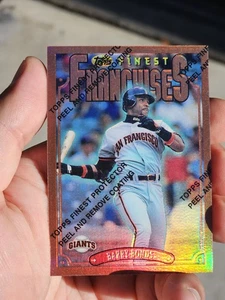 Topps FINEST
FRANCHISES
TOPPS FINEST PROTECTOR
PEEL AND REMOVE COATING
TOPPS FINEST PROTECTOR
PEEL AND REMOVE COATING
SAN FRANCISCO
GIANTS
BARRY BONDS